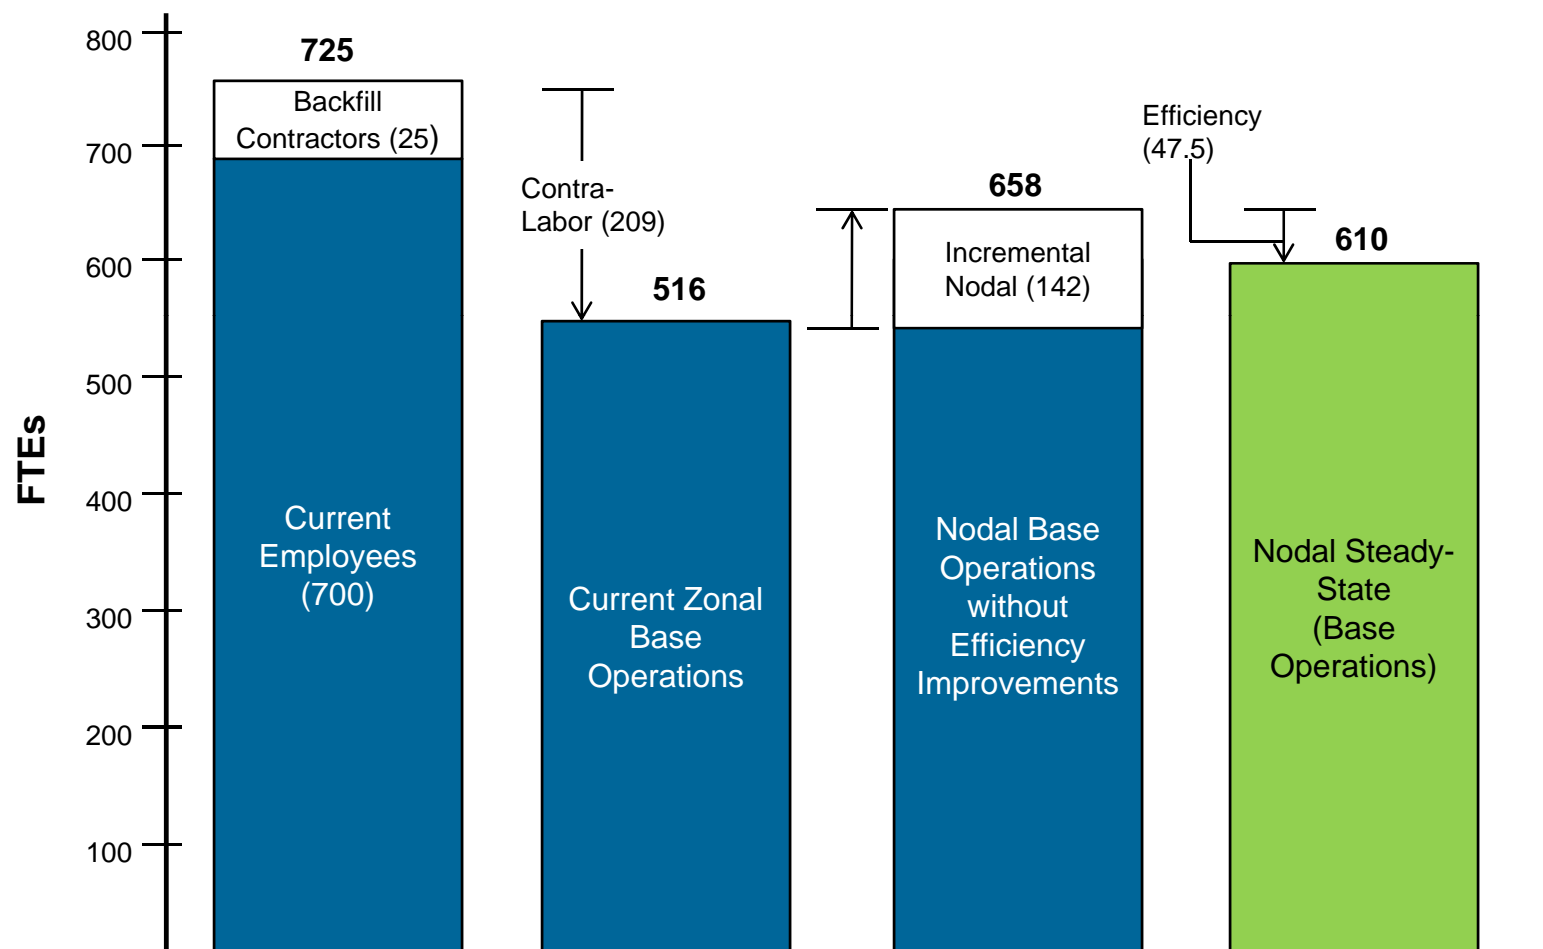 FTEs
800
700
600
500
400
300
200
100
725
Backfill
Contractors (25)
Current
Employees
(700)
Contra-
Labor (209)
516
Current Zonal
Base
Operations
658
Incremental
Nodal (142)
Nodal Base
Operations
without
Efficiency
Improvements
Efficiency
(47.5)
610
Nodal Steady-
State
(Base
Operations)